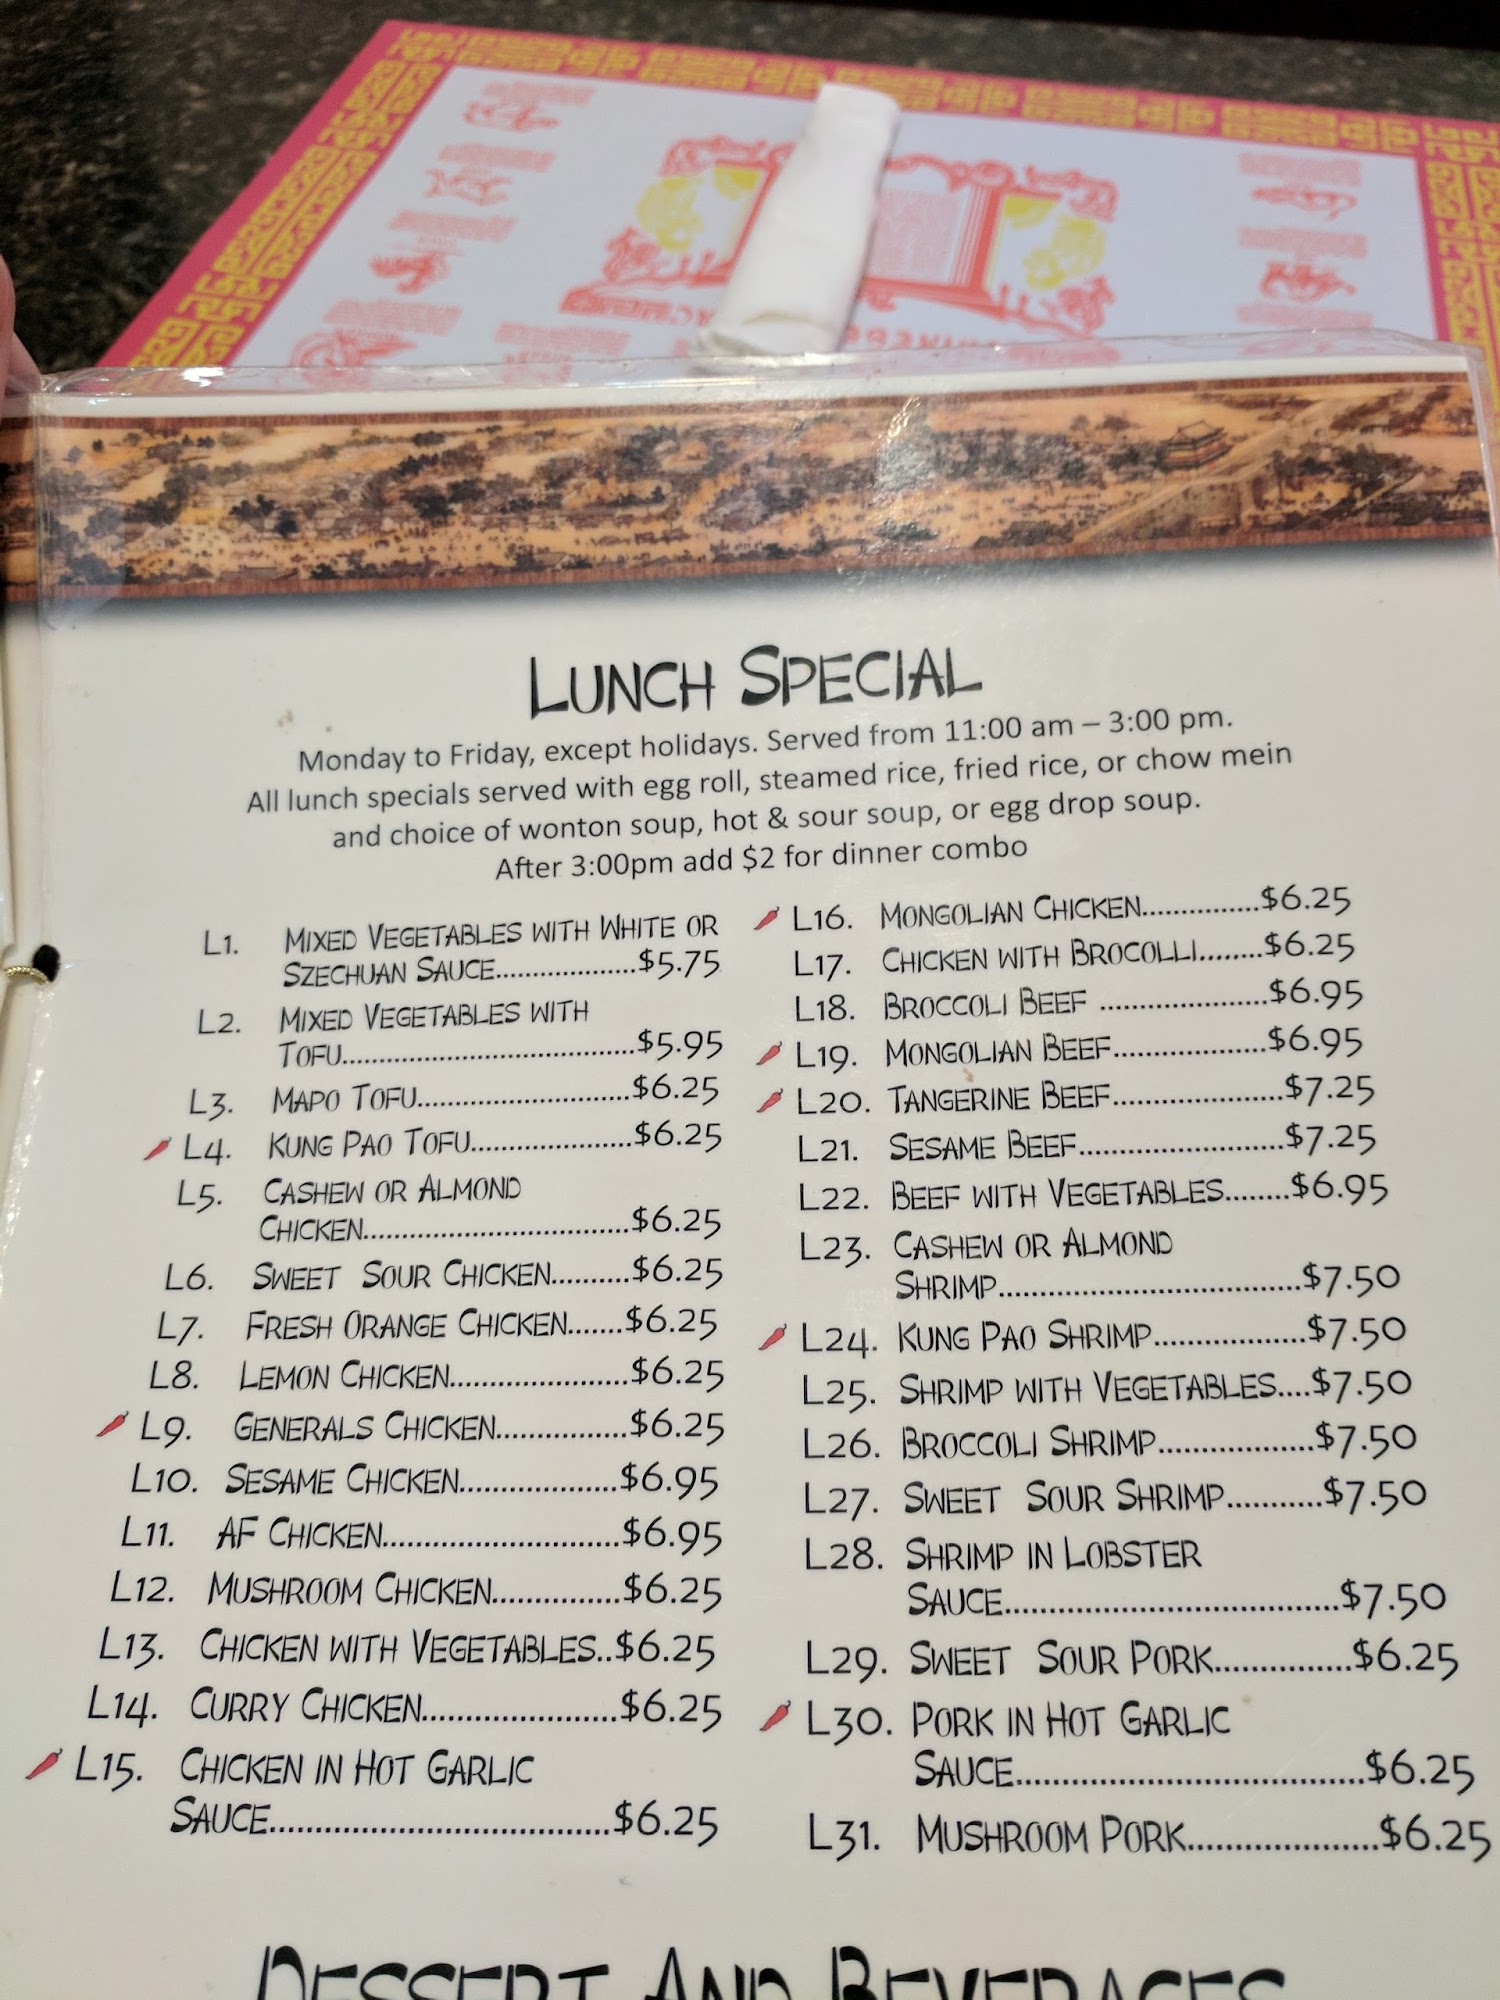 LUNCH SPECIAL
Monday to Friday, except holidays. Served from 11:00 am – 3:00 pm.
All lunch specials served with egg roll, steamed rice, fried rice, or chow mein
and choice of wonton soup, hot & sour soup, or egg drop soup.
After 3:00pm add $2 for dinner combo
L1. MIXED VEGETABLES WITH WHITE OR
SZECHUAN SAUCE...............$5.75
L2. MIXED VEGETABLES WITH
TOFU................................$5.95
L3. MAPO TOFU.......................$6.25
L4. KUNG PAO TOFU.................$6.25
L5. CASHEW OR ALMOND
CHICKEN.............................$6.25
L6. SWEET SOUR CHICKEN.........$6.25
L7. FRESH ORANGE CHICKEN.......$6.25
L8. LEMON CHICKEN...................$6.25
L9. GENERALS CHICKEN..............$6.25
L10. SESAME CHICKEN.................$6.95
L11. AF CHICKEN.........................$6.95
L12. MUSHROOM CHICKEN..............$6.25
L13. CHICKEN WITH VEGETABLES..$6.25
L14. CURRY CHICKEN....................$6.25
L15. CHICKEN IN HOT GARLIC
SAUCE...................................$6.25
L16. MONGOLIAN CHICKEN.............$6.25
L17. CHICKEN WITH BROCOLLI........$6.25
L18. BROCCOLI BEEF ..................$6.95
L19. MONGOLIAN BEEF.................$6.95
L20. TANGERINE BEEF...................$7.25
L21. SESAME BEEF.......................$7.25
L22. BEEF WITH VEGETABLES........$6.95
L23. CASHEW OR ALMOND
SHRIMP.................................$7.50
L24. KUNG PAO SHRIMP.................$7.50
L25. SHRIMP WITH VEGETABLES....$7.50
L26. BROCCOLI SHRIMP.................$7.50
L27. SWEET SOUR SHRIMP...........$7.50
L28. SHRIMP IN LOBSTER
SAUCE...................................$7.50
L29. SWEET SOUR PORK...............$6.25
L30. PORK IN HOT GARLIC
SAUCE....................................$6.25
L31. MUSHROOM PORK....................$6.25
DESSERT AND BEVERAGES